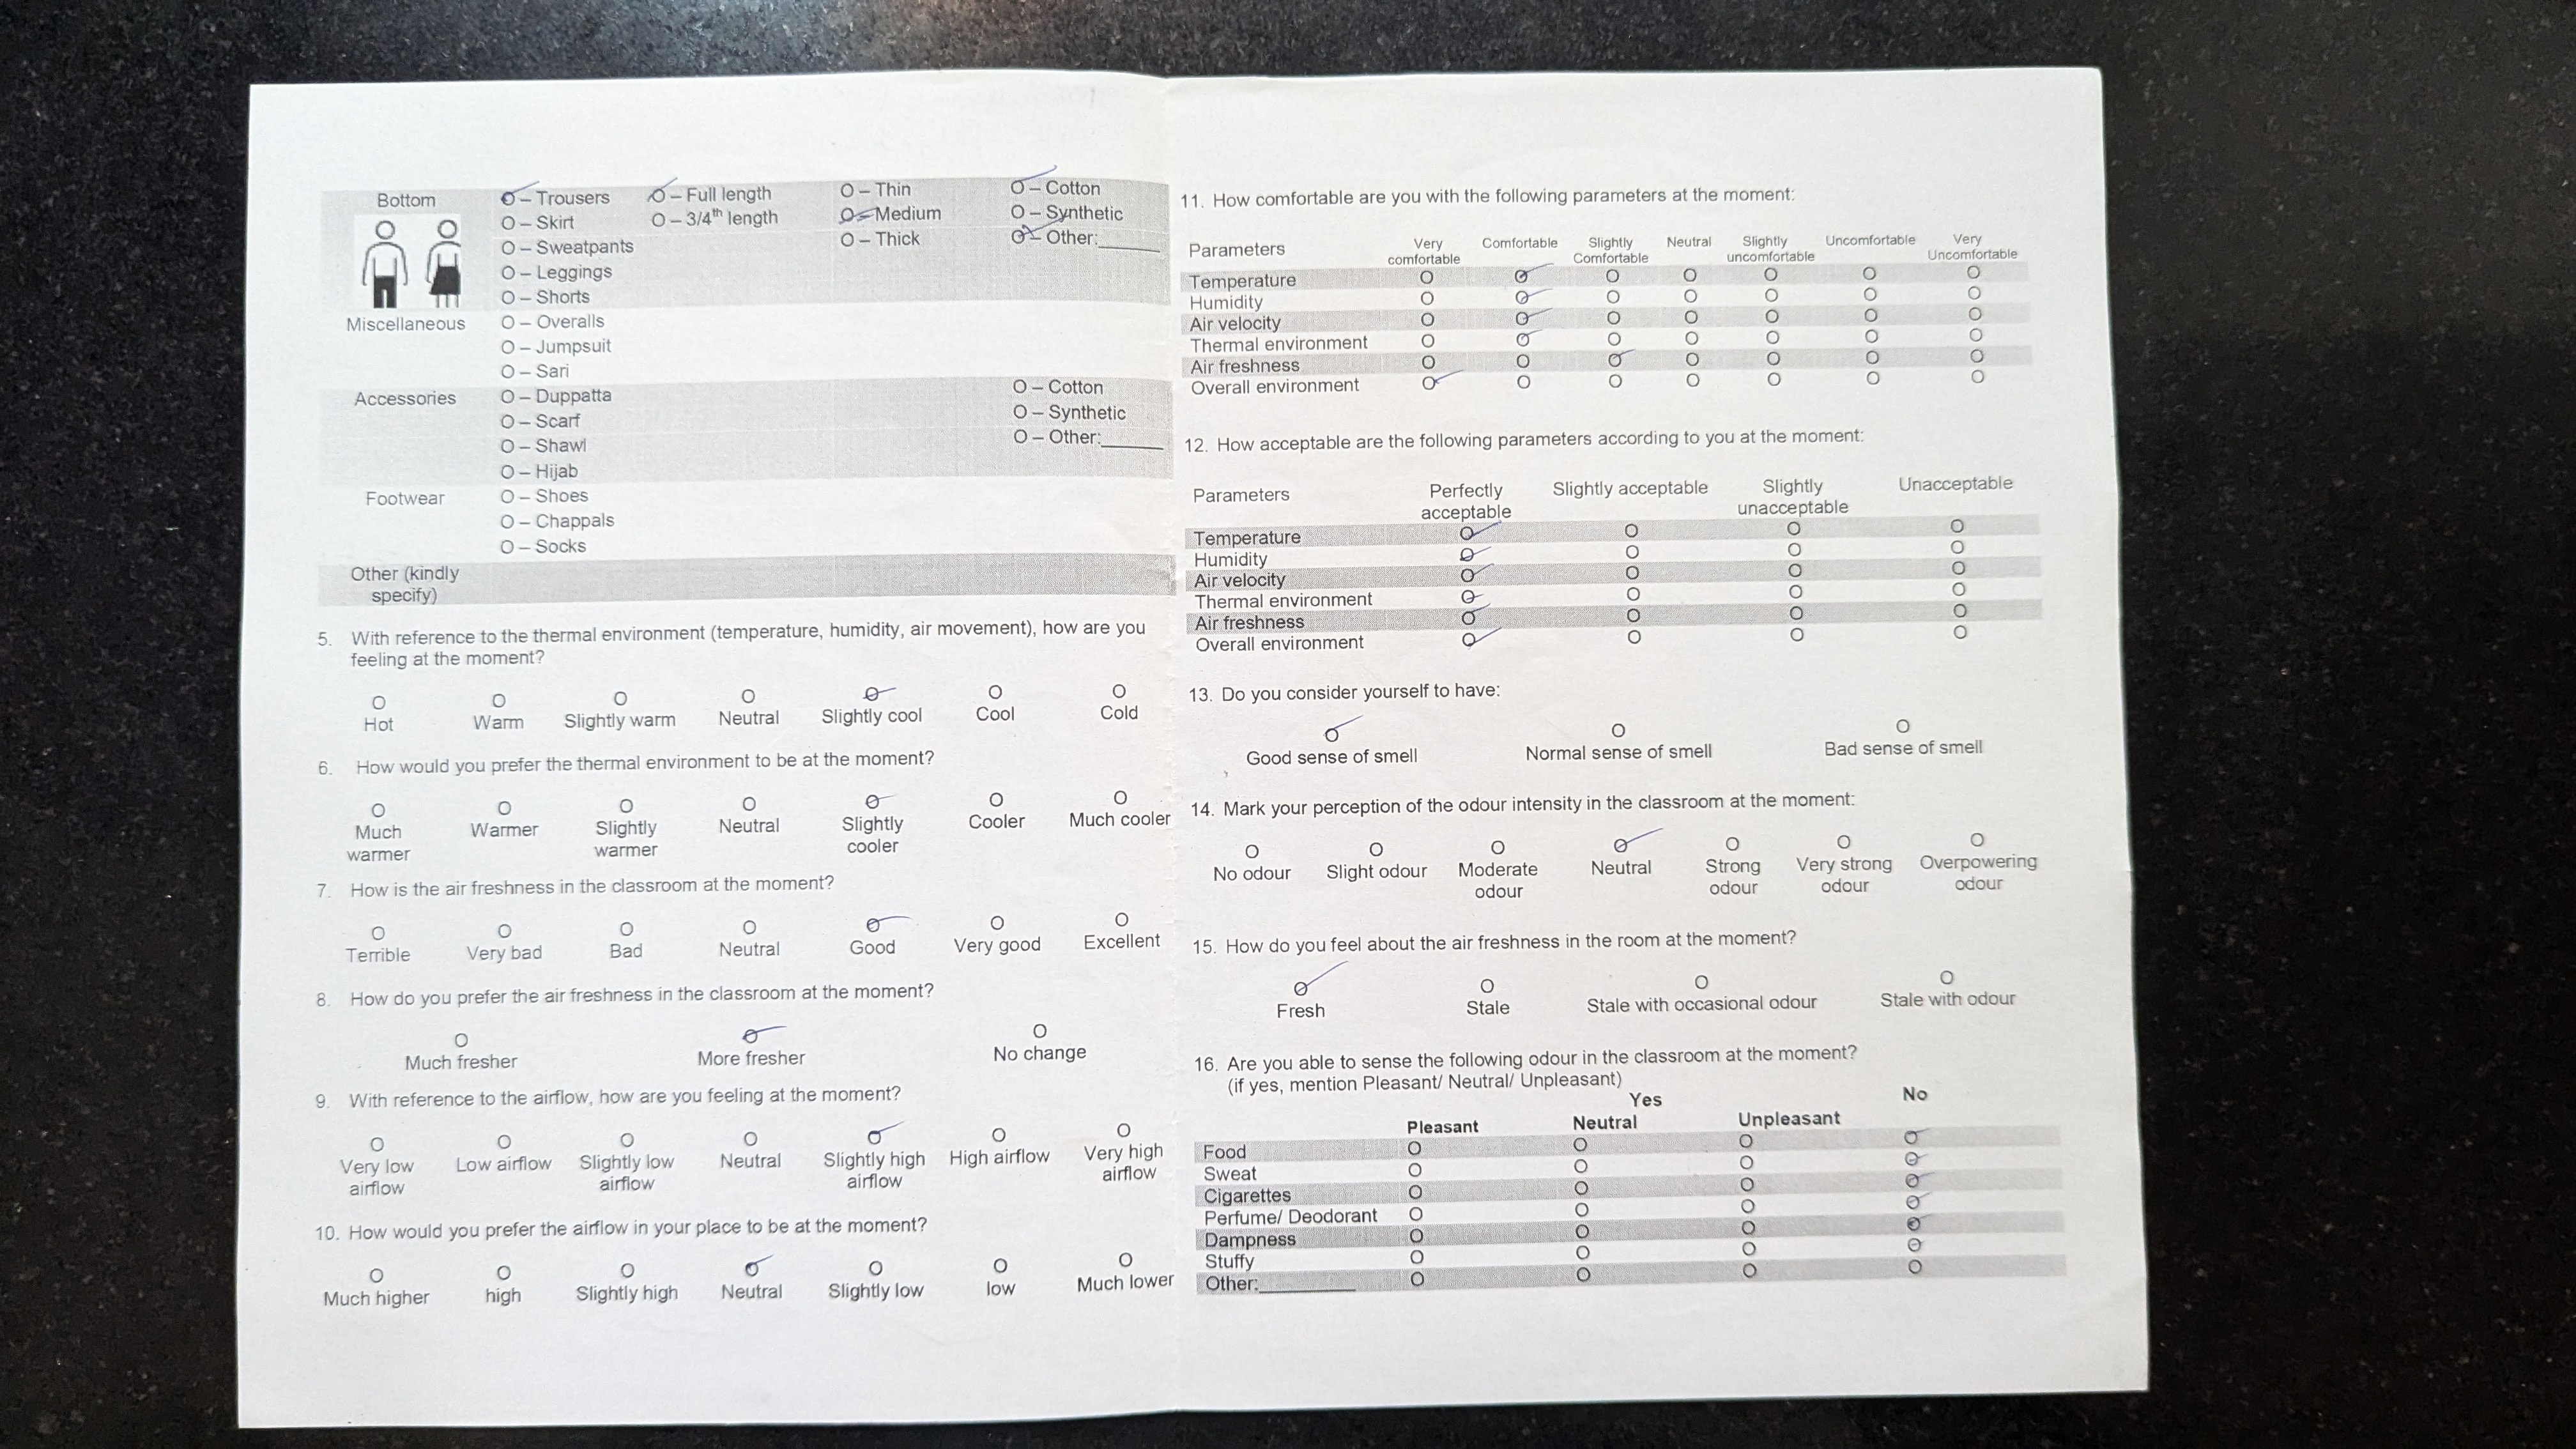 Bottom O – Trousers O – Full length O – Thin O – Cotton
O – Skirt O – 3/4th length O – Medium O – Synthetic
O – Sweatpants O – Thick O – Other:______
O – Leggings
O – Shorts
Miscellaneous O – Overalls
O – Jumpsuit
O – Sari
Accessories O – Duppatta O – Cotton
O – Scarf O – Synthetic
O – Shawl O – Other:______
O – Hijab
Footwear O – Shoes
O – Chappals
O – Socks
Other (kindly
specify)
5. With reference to the thermal environment (temperature, humidity, air movement), how are you
feeling at the moment?
O O O O O O O
Hot Warm Slightly warm Neutral Slightly cool Cool Cold
6. How would you prefer the thermal environment to be at the moment?
O O O O O O O
Much Warmer Slightly Neutral Slightly Cooler Much cooler
warmer warmer cooler
7. How is the air freshness in the classroom at the moment?
O O O O O O O
Terrible Very bad Bad Neutral Good Very good Excellent
8. How do you prefer the air freshness in the classroom at the moment?
O O O
Much fresher More fresher No change
9. With reference to the airflow, how are you feeling at the moment?
O O O O O O O
Very low Low airflow Slightly low Neutral Slightly high High airflow Very high
airflow airflow airflow airflow
10. How would you prefer the airflow in your place to be at the moment?
O O O O O O O
Much higher high Slightly high Neutral Slightly low low Much lower
11. How comfortable are you with the following parameters at the moment:
Parameters Very Comfortable Slightly Neutral Slightly Uncomfortable Very
comfortable Comfortable uncomfortable Uncomfortable
Temperature O O O O O O O
Humidity O O O O O O O
Air velocity O O O O O O O
Thermal environment O O O O O O O
Air freshness O O O O O O O
Overall environment O O O O O O O
12. How acceptable are the following parameters according to you at the moment:
Parameters Perfectly Slightly acceptable Slightly Unacceptable
acceptable unacceptable
Temperature O O O O
Humidity O O O O
Air velocity O O O O
Thermal environment O O O O
Air freshness O O O O
Overall environment O O O O
13. Do you consider yourself to have:
O O O
Good sense of smell Normal sense of smell Bad sense of smell
14. Mark your perception of the odour intensity in the classroom at the moment:
O O O O O O O
No odour Slight odour Moderate Neutral Strong Very strong Overpowering
odour odour odour odour
15. How do you feel about the air freshness in the room at the moment?
O O O O
Fresh Stale Stale with occasional odour Stale with odour
16. Are you able to sense the following odour in the classroom at the moment?
(if yes, mention Pleasant/ Neutral/ Unpleasant)
Yes No
Pleasant Neutral Unpleasant
Food O O O O
Sweat O O O O
Cigarettes O O O O
Perfume/ Deodorant O O O O
Dampness O O O O
Stuffy O O O O
Other:__________ O O O O